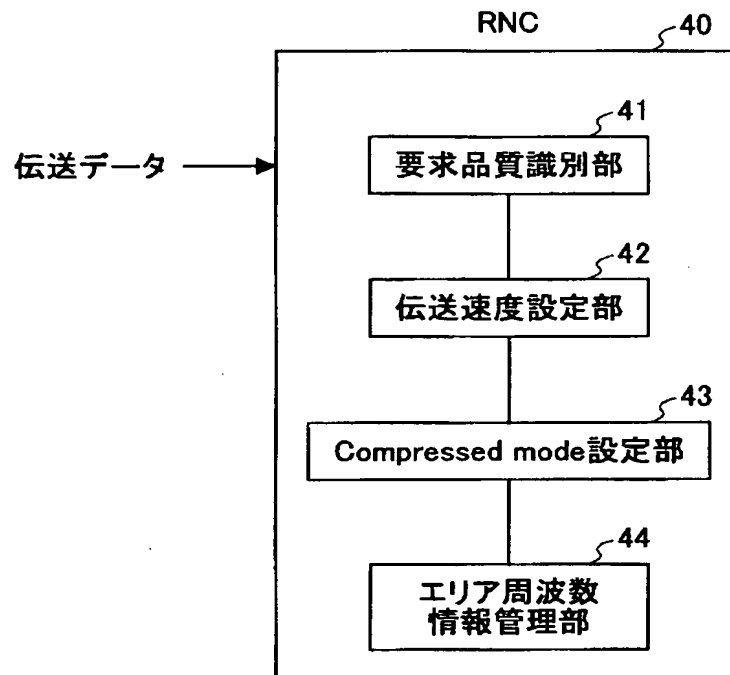 RNC
40
伝送データ
41
要求品質識別部
42
伝送速度設定部
43
Compressed mode設定部
44
エリア周波数
情報管理部